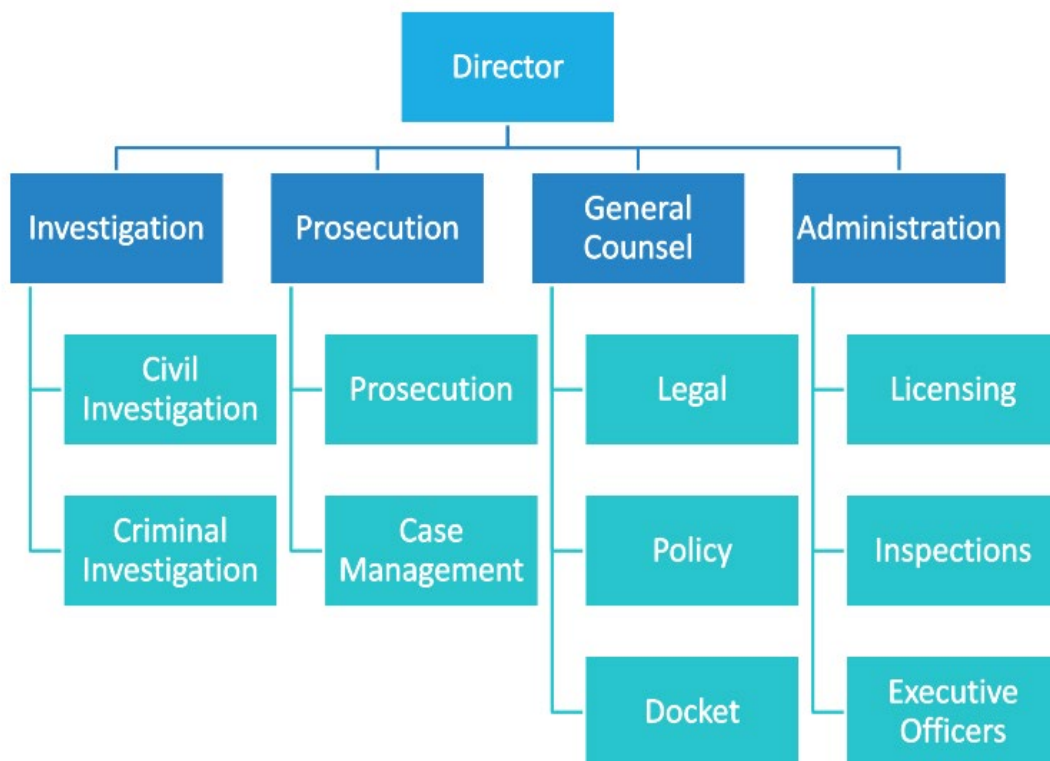 Director
Investigation
Prosecution
General
Counsel
Administration
Civil
Investigation
Prosecution
Legal
Licensing
Criminal
Investigation
Case
Management
Policy
Inspections
Docket
Executive
Officers